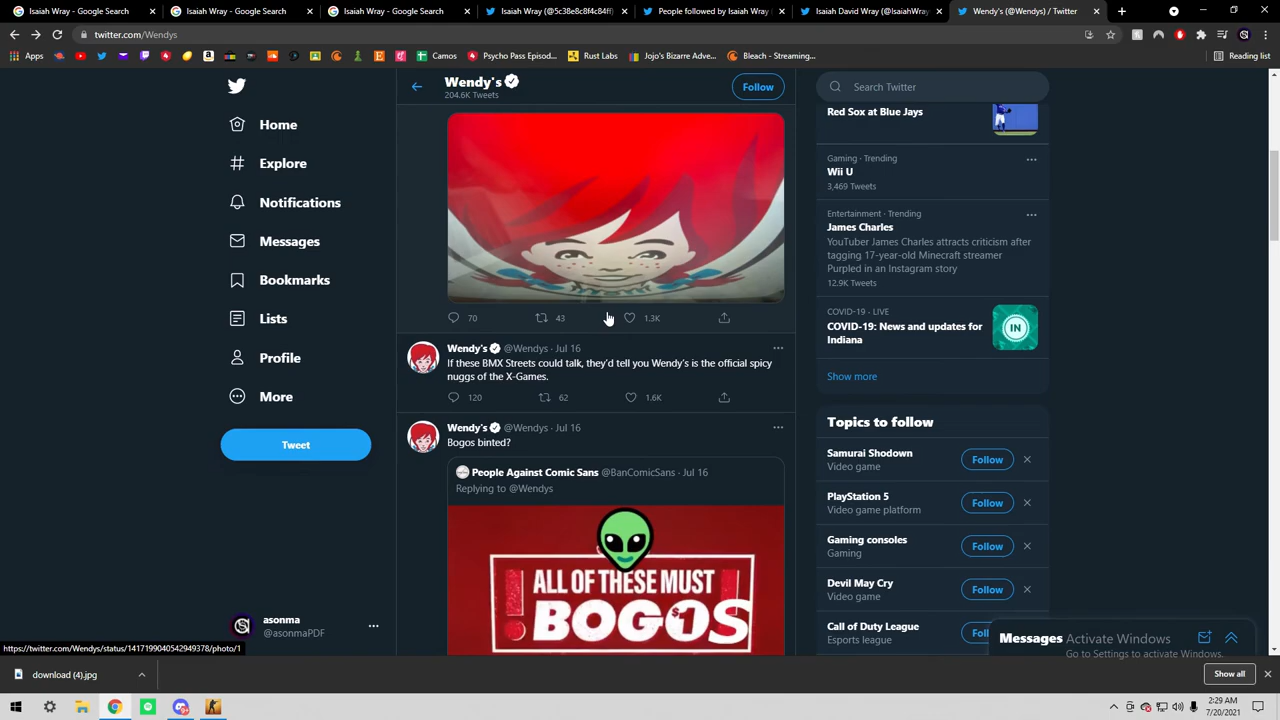 Isaiah Wray - Google Search
Isaiah Wray - Google Search
Isaiah Wray - Google Search
Isaiah Wray (@5c38e8c8f4c84ff)
People followed by Isaiah Wray (
Isaiah David Wray (@IsaiahWray
Wendy's (@Wendys) / Twitter
twitter.com/Wendys
Apps
Camos
Psycho Pass Episod...
Rust Labs
Jojo's Bizarre Adve...
Bleach - Streaming...
Reading list
Wendy's
204.6K Tweets
Follow
Search Twitter
Home
Explore
Notifications
Messages
Bookmarks
Lists
Profile
More
Tweet
asonma
@asonmaPDF
70 43 1.3K
Wendy's @Wendys · Jul 16
If these BMX Streets could talk, they'd tell you Wendy's is the official spicy
nuggs of the X-Games.
120 62 1.6K
Wendy's @Wendys · Jul 16
Bogos binted?
People Against Comic Sans @BanComicSans · Jul 16
Replying to @Wendys
ALL OF THESE MUST
BOGOS
$1
Red Sox at Blue Jays
Gaming · Trending
Wii U
3,469 Tweets
Entertainment · Trending
James Charles
YouTuber James Charles attracts criticism after
tagging 17-year-old Minecraft streamer
Purpled in an Instagram story
12.9K Tweets
COVID-19 · LIVE
COVID-19: News and updates for
Indiana
IN
Show more
Topics to follow
Samurai Shodown
Video game
Follow
PlayStation 5
Video game platform
Follow
Gaming consoles
Gaming
Follow
Devil May Cry
Video game
Follow
Call of Duty League
Esports league
Messages
Activate Windows
Go to Settings to activate Windows.
https://twitter.com/Wendys/status/1417199040542949378/photo/1
download (4).jpg
Show all
2:29 AM
7/20/2021